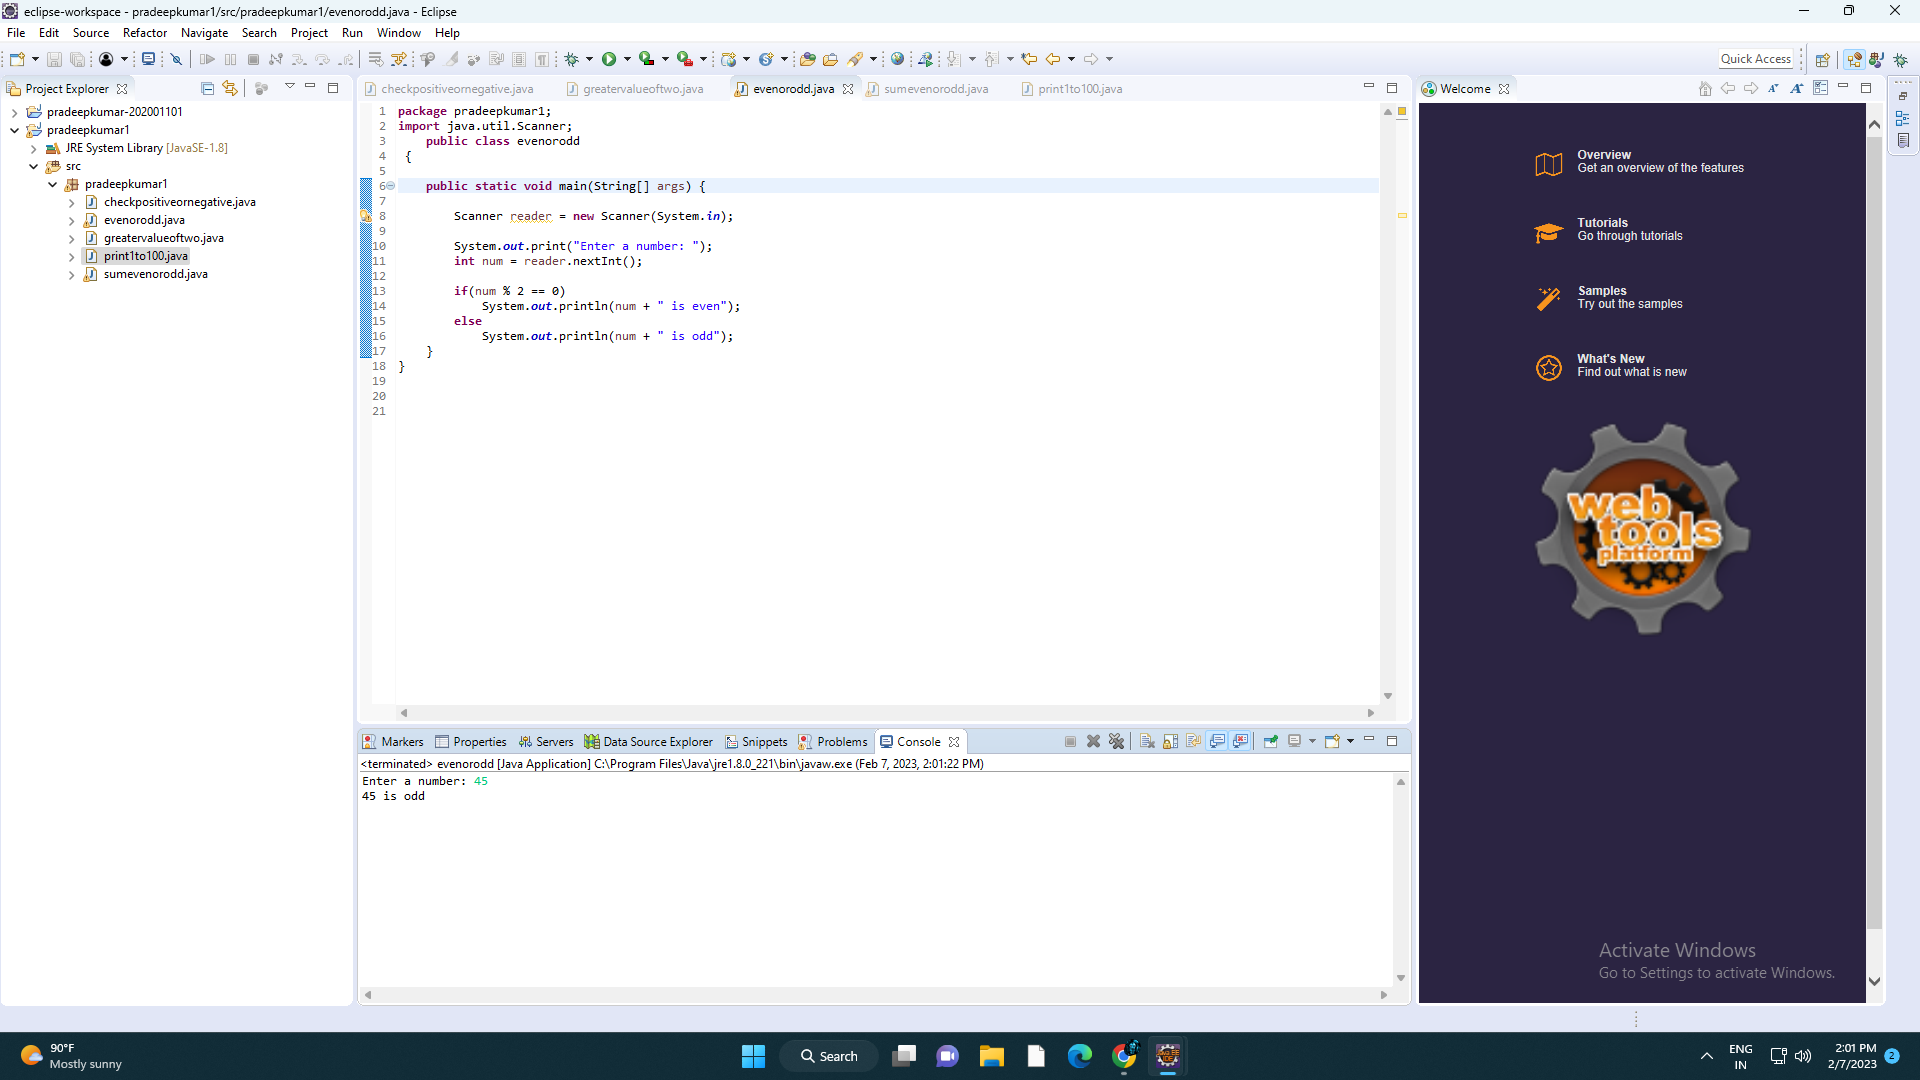 eclipse-workspace - pradeepkumar1/src/pradeepkumar1/evenorodd.java - Eclipse
File Edit Source Refactor Navigate Search Project Run Window Help
Quick Access
Project Explorer
pradeepkumar-202001101
pradeepkumar1
JRE System Library [JavaSE-1.8]
src
pradeepkumar1
checkpositiveornegative.java
evenorodd.java
greatervalueoftwo.java
print1to100.java
sumevenorodd.java
checkpositiveornegative.java greatervalueoftwo.java evenorodd.java sumevenorodd.java print1to100.java
1 package pradeepkumar1;
2 import java.util.Scanner;
3 public class evenorodd
4 {
5
6 public static void main(String[] args) {
7
8 Scanner reader = new Scanner(System.in);
9
10 System.out.print("Enter a number: ");
11 int num = reader.nextInt();
12
13 if(num % 2 == 0)
14 System.out.println(num + " is even");
15 else
16 System.out.println(num + " is odd");
17 }
18 }
19
20
21
Markers Properties Servers Data Source Explorer Snippets Problems Console
<terminated> evenorodd [Java Application] C:\Program Files\Java\jre1.8.0_221\bin\javaw.exe (Feb 7, 2023, 2:01:22 PM)
Enter a number: 45
45 is odd
Welcome
Overview
Get an overview of the features
Tutorials
Go through tutorials
Samples
Try out the samples
What's New
Find out what is new
web
tools
platform
Activate Windows
Go to Settings to activate Windows.
90°F
Mostly sunny
Search
ENG
IN
2:01 PM
2/7/2023
2